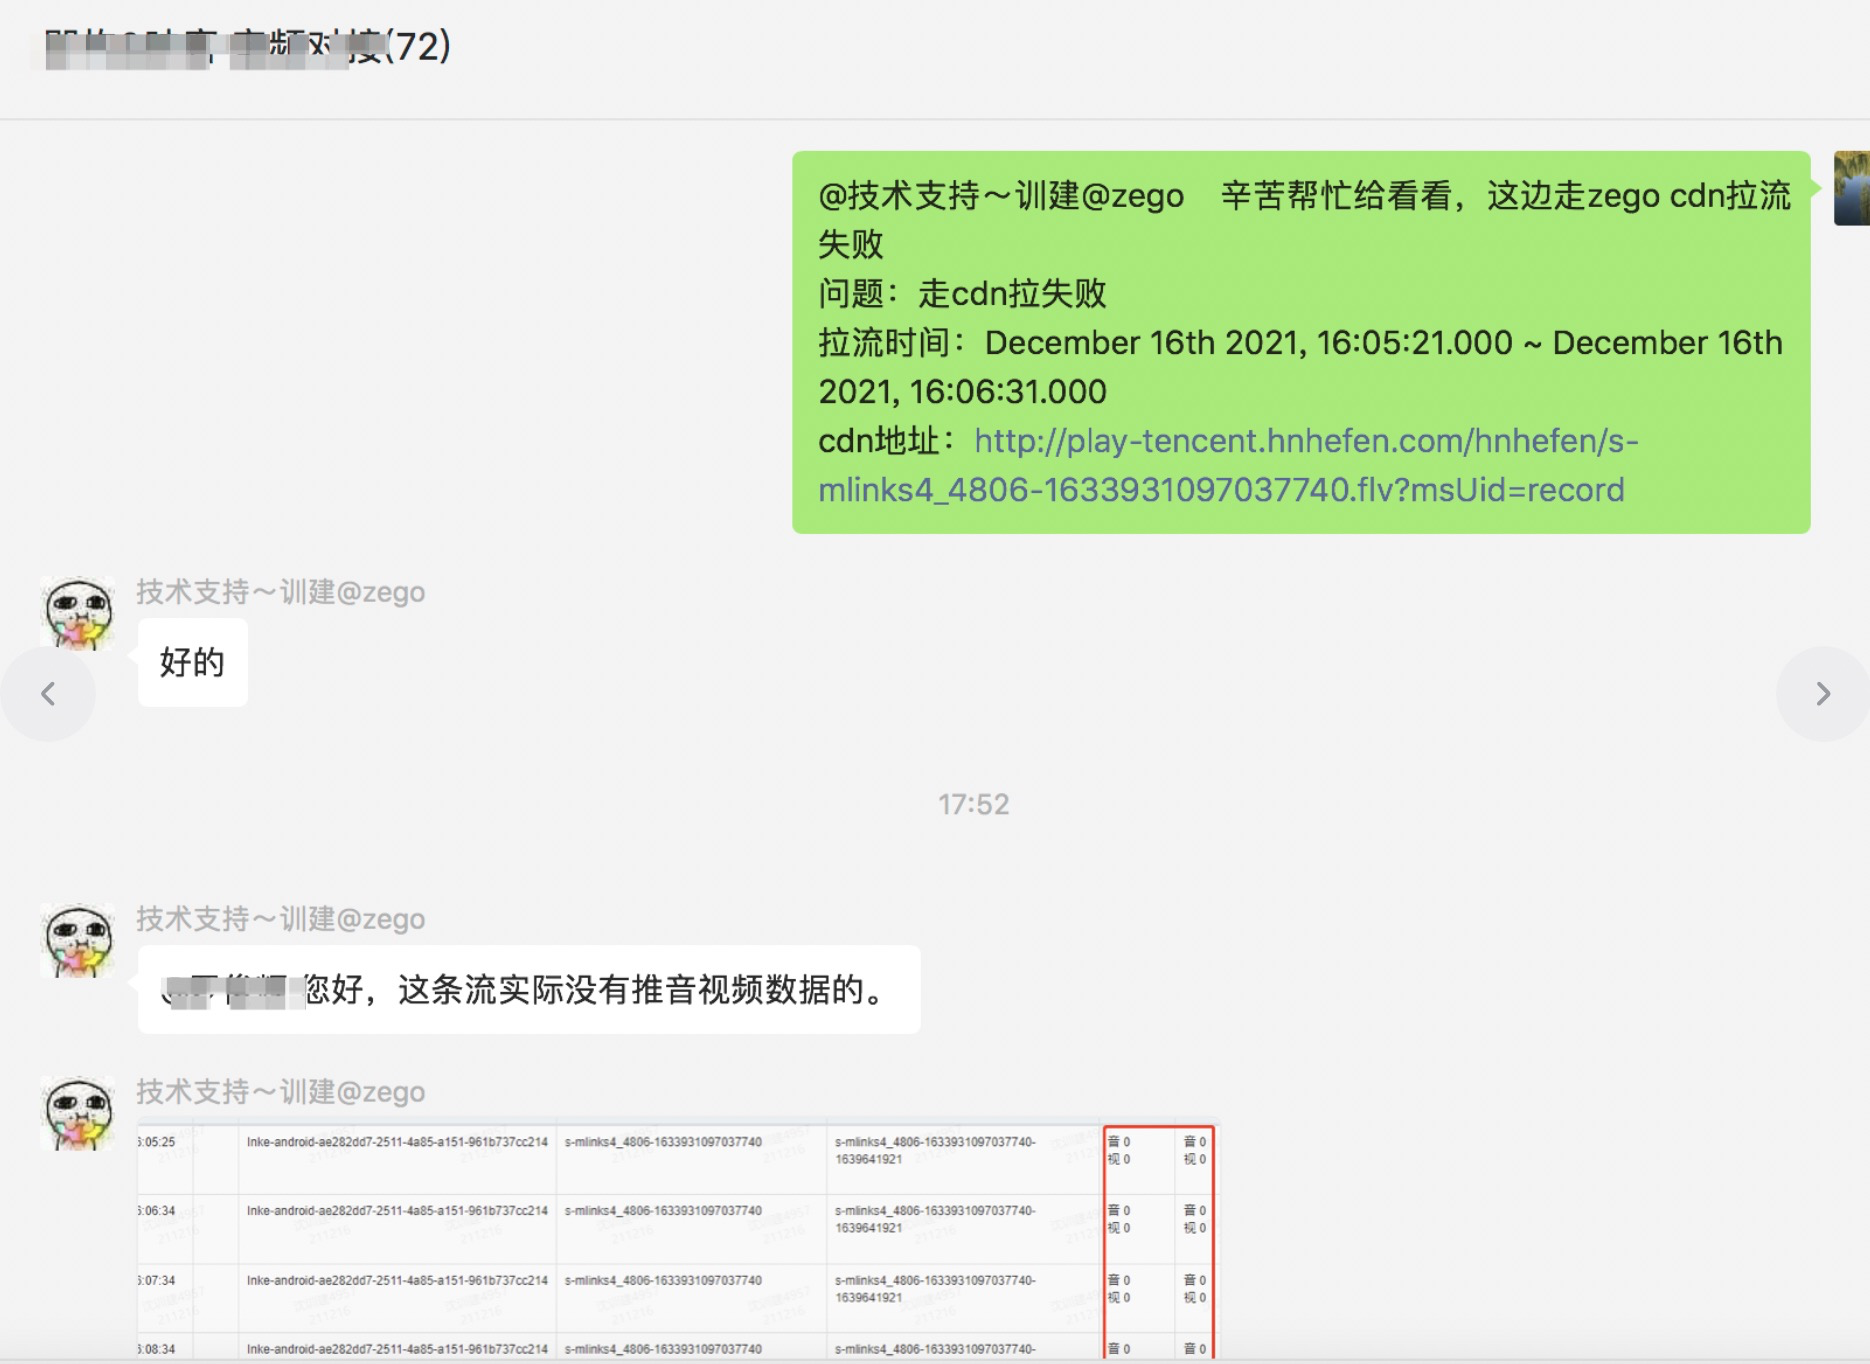 接(72)
@技术支持～训建@zego 辛苦帮忙给看看，这边走zego cdn拉流
失败
问题：走cdn拉失败
拉流时间：December 16th 2021, 16:05:21.000 ~ December 16th
2021, 16:06:31.000
cdn地址：http://play-tencent.hnhefen.com/hnhefen/s-
mlinks4_4806-1633931097037740.flv?msUid=record
技术支持～训建@zego
好的
17:52
技术支持～训建@zego
您好，这条流实际没有推音视频数据的。
技术支持～训建@zego
6:05:25 Inke-android-ae282dd7-2511-4a85-a151-961b737cc214 s-mlinks4_4806-1633931097037740 s-mlinks4_4806-1633931097037740- 音 0 音 0
1639641921 视 0 视 0
6:06:34 Inke-android-ae282dd7-2511-4a85-a151-961b737cc214 s-mlinks4_4806-1633931097037740 s-mlinks4_4806-1633931097037740- 音 0 音 0
1639641921 视 0 视 0
6:07:34 Inke-android-ae282dd7-2511-4a85-a151-961b737cc214 s-mlinks4_4806-1633931097037740 s-mlinks4_4806-1633931097037740- 音 0 音 0
1639641921 视 0 视 0
6:08:34 Inke-android-ae282dd7-2511-4a85-a151-961b737cc214 s-mlinks4_4806-1633931097037740 s-mlinks4_4806-1633931097037740- 音 0 音 0